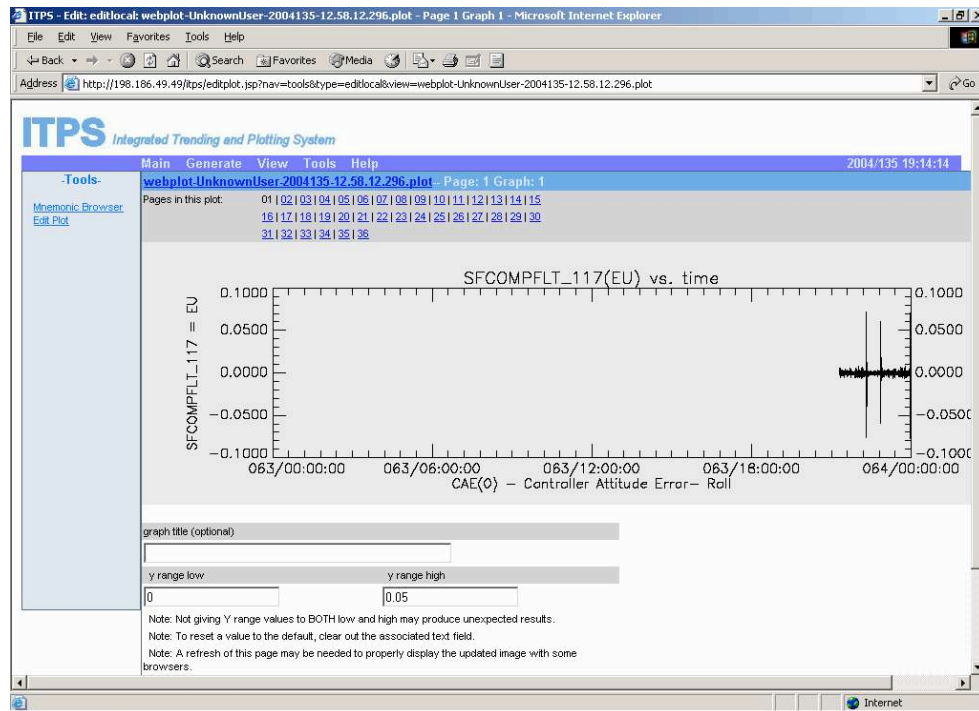 ITPS - Edit: editlocal: webplot-UnknownUser-2004135-12.58.12.296.plot - Page 1 Graph 1 - Microsoft Internet Explorer
File Edit View Favorites Tools Help
Back Search Favorites Media
Address http://198.186.49.49/itps/editplot.jsp?nav=tools&type=editlocal&view=webplot-UnknownUser-2004135-12.58.12.296.plot Go
ITPS Integrated Trending and Plotting System
Main Generate View Tools Help 2004/135 19:14:14
-Tools-
Mnemonic Browser
Edit Plot
webplot-UnknownUser-2004135-12.58.12.296.plot-- Page: 1 Graph: 1
Pages in this plot: 01 | 02 | 03 | 04 | 05 | 06 | 07 | 08 | 09 | 10 | 11 | 12 | 13 | 14 | 15
16 | 17 | 18 | 19 | 20 | 21 | 22 | 23 | 24 | 25 | 26 | 27 | 28 | 29 | 30
31 | 32 | 33 | 34 | 35 | 36
SFCOMPFLT_117(EU) vs. time
SFCOMPFLT_117 = EU
0.1000 0.1000
0.0500 0.0500
0.0000 0.0000
-0.0500 -0.0500
-0.1000 -0.1000
063/00:00:00 063/06:00:00 063/12:00:00 063/18:00:00 064/00:00:00
CAE(0) - Controller Attitude Error- Roll
graph title (optional)
y range low y range high
0 0.05
Note: Not giving Y range values to BOTH low and high may produce unexpected results.
Note: To reset a value to the default, clear out the associated text field.
Note: A refresh of this page may be needed to properly display the updated image with some
browsers.
Internet